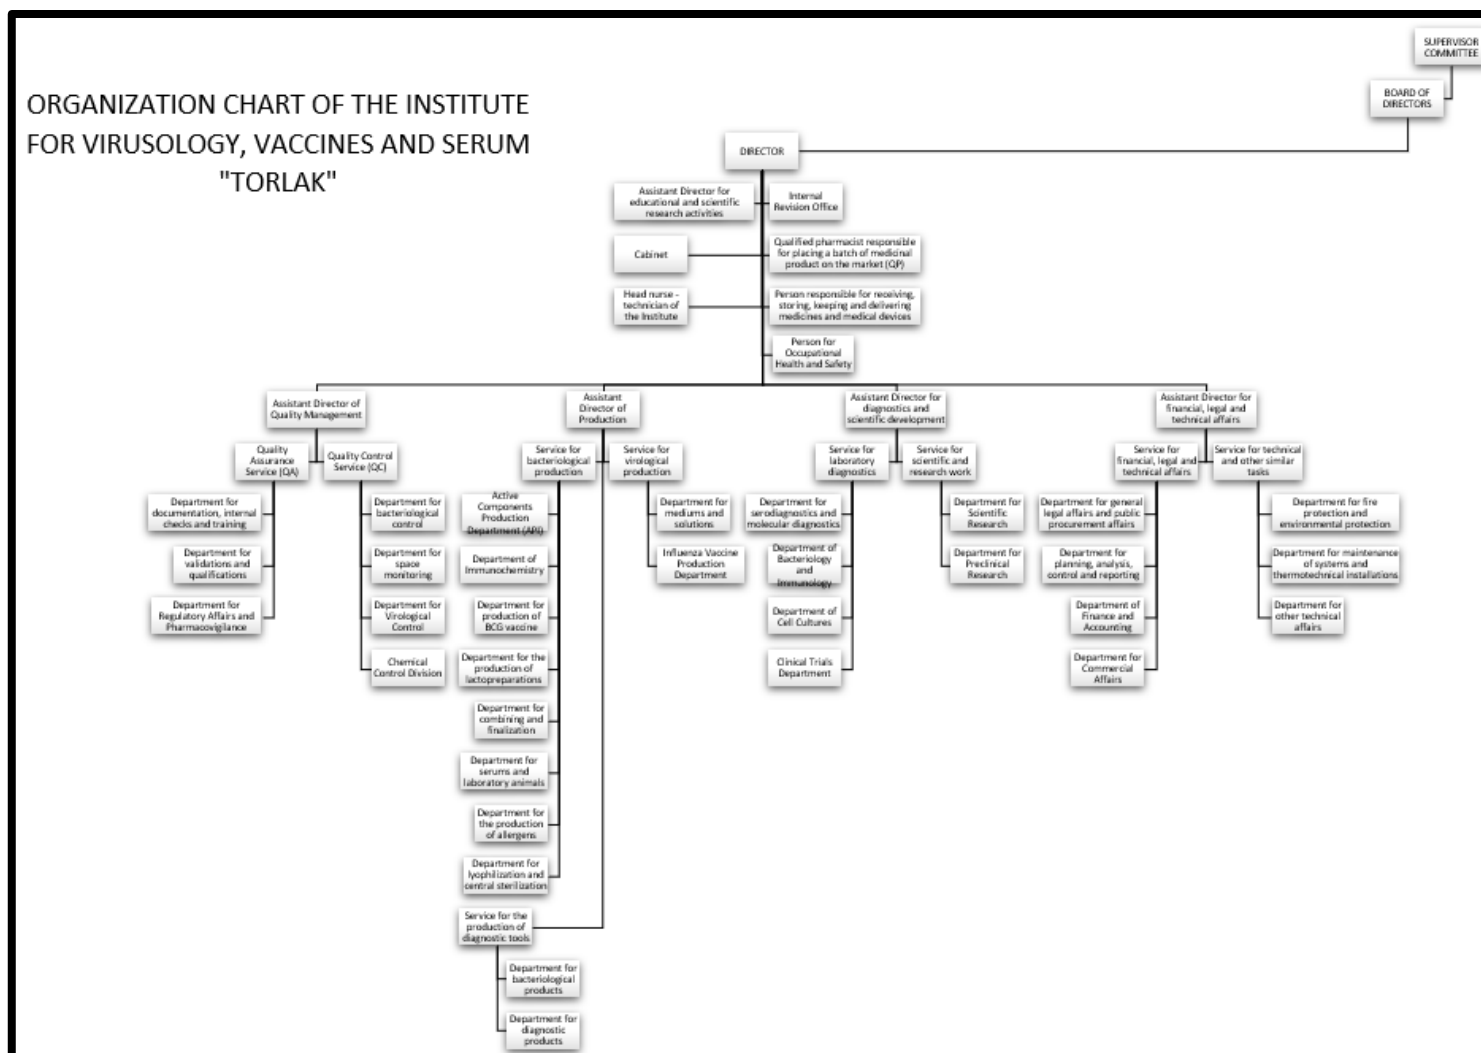 SUPERVISOR
COMMITTEE
BOARD OF
DIRECTORS
ORGANIZATION CHART OF THE INSTITUTE
FOR VIRUSOLOGY, VACCINES AND SERUM
"TORLAK"
DIRECTOR
Assistant Director for
educational and scientific
research activities
Internal
Revision Office
Cabinet
Qualified pharmacist responsible
for placing a batch of medicinal
product on the market (QP)
Head nurse -
technician of
the Institute
Person responsible for receiving,
storing, keeping and delivering
medicines and medical devices
Person for
Occupational
Health and Safety
Assistant Director of
Quality Management
Assistant
Director of
Production
Assistant Director for
diagnostics and
scientific development
Assistant Director for
financial, legal and
technical affairs
Quality
Assurance
Service (QA)
Quality Control
Service (QC)
Service for
bacteriological
production
Service for
virological
production
Service for
laboratory
diagnostics
Service for
scientific and
research work
Service for
financial, legal and
technical affairs
Service for technical
and other similar
tasks
Department for
documentation, internal
checks and training
Department for
validations and
qualifications
Department for
Regulatory Affairs and
Pharmacovigilance
Department for
bacteriological
control
Department for
space
monitoring
Department for
Virological
Control
Chemical
Control Division
Active
Components
Production
Department (API)
Department of
Immunochemistry
Department for
production of
BCG vaccine
Department for the
production of
lactopreparations
Department for
combining and
finalization
Department for
serums and
laboratory animals
Department for
the production
of allergens
Department for
lyophilization and
central sterilization
Department for
mediums and
solutions
Influenza Vaccine
Production
Department
Department for
serodiagnostics and
molecular diagnostics
Department of
Bacteriology
and
Immunology
Department of
Cell Cultures
Clinical Trials
Department
Department for
Scientific
Research
Department for
Preclinical
Research
Department for general
legal affairs and public
procurement affairs
Department for
planning, analysis,
control and reporting
Department of
Finance and
Accounting
Department for
Commercial
Affairs
Department for fire
protection and
environmental protection
Department for maintenance
of systems and
thermotechnical installations
Department for
other technical
affairs
Service for the
production of
diagnostic tools
Department for
bacteriological
products
Department for
diagnostic
products